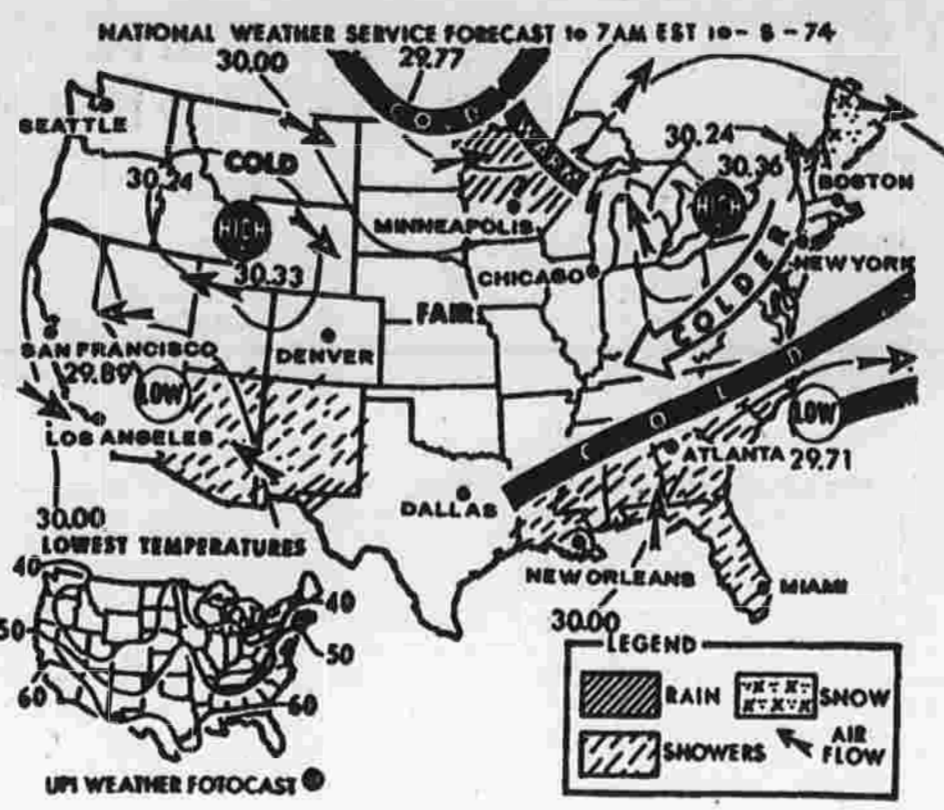 NATIONAL WEATHER SERVICE FORECAST to 7AM EST 10 - 8 - 74
30.00
29.77
SEATTLE
COLD
30.24
HIGH
30.33
COLD
WARM
MINNEAPOLIS
CHICAGO
30.24
30.36
HIGH
BOSTON
NEW YORK
COLDER
FAIR
DENVER
SAN FRANCISCO
29.89
LOW
LOS ANGELES
30.00
COLD
LOW
ATLANTA 29.71
DALLAS
NEW ORLEANS
MIAMI
30.00
LOWEST TEMPERATURES
40
50
60
40
50
60
UPI WEATHER FOTOCAST
LEGEND
RAIN
SNOW
SHOWERS
AIR
FLOW